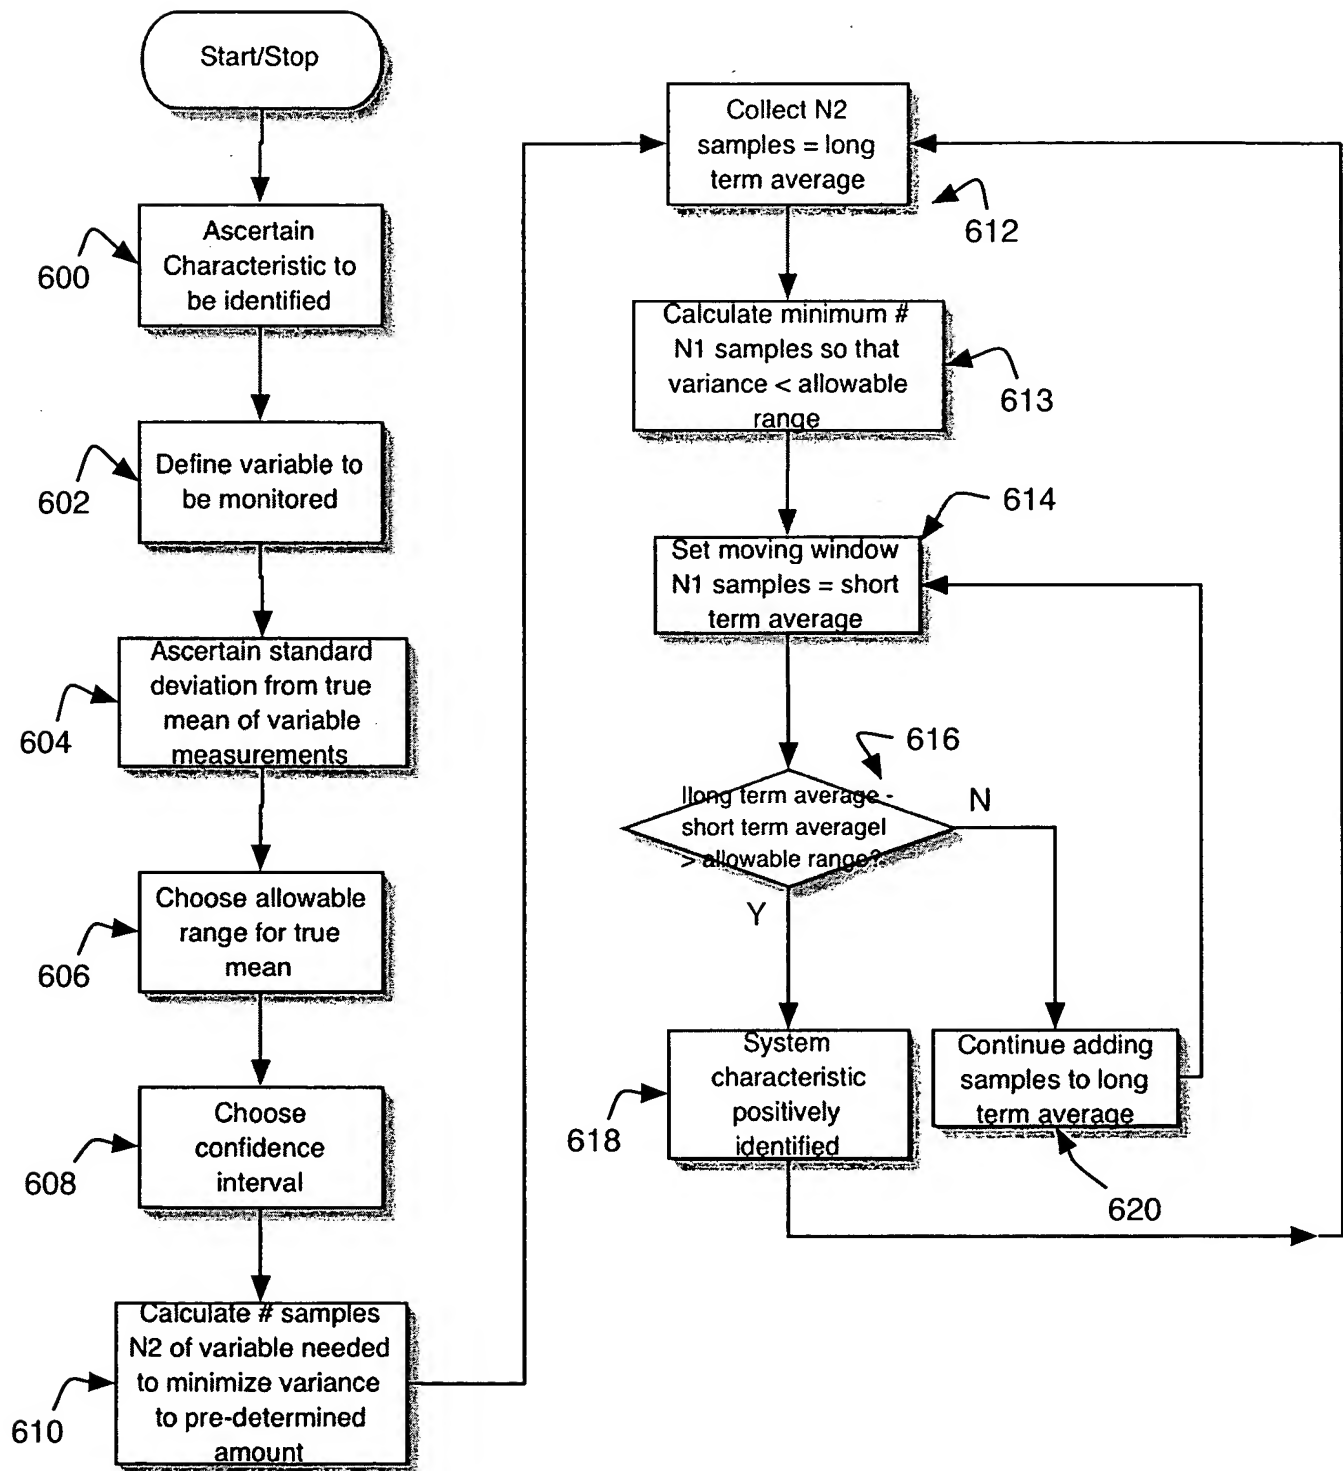 Start/Stop
Ascertain
Characteristic to
be identified
600
Define variable to
be monitored
602
Ascertain standard
deviation from true
mean of variable
measurements
604
Choose allowable
range for true
mean
606
Choose
confidence
interval
608
Calculate # samples
N2 of variable needed
to minimize variance
to pre-determined
amount
610
Collect N2
samples = long
term average
612
Calculate minimum #
N1 samples so that
variance < allowable
range
613
614
Set moving window
N1 samples = short
term average
616
|long term average -
short term average|
> allowable range?
N
Y
System
characteristic
positively
identified
618
Continue adding
samples to long
term average
620